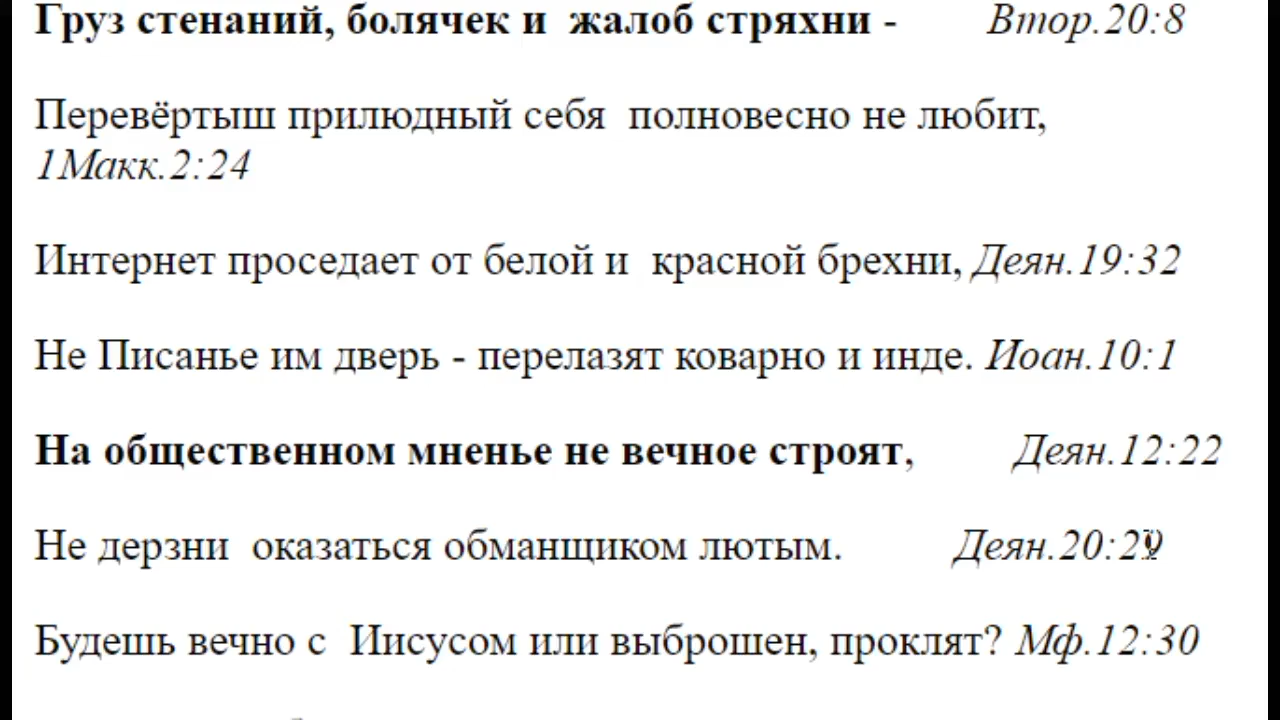 Груз стенаний, болячек и жалоб стряхни - Втор.20:8
Перевёртыш прилюдный себя полновесно не любит,
1Макк.2:24
Интернет проседает от белой и красной брехни, Деян.19:32
Не Писанье им дверь - перелазят коварно и инде. Иоан.10:1
На общественном мненье не вечное строят, Деян.12:22
Не дерзни оказаться обманщиком лютым. Деян.20:29
Будешь вечно с Иисусом или выброшен, проклят? Мф.12:30